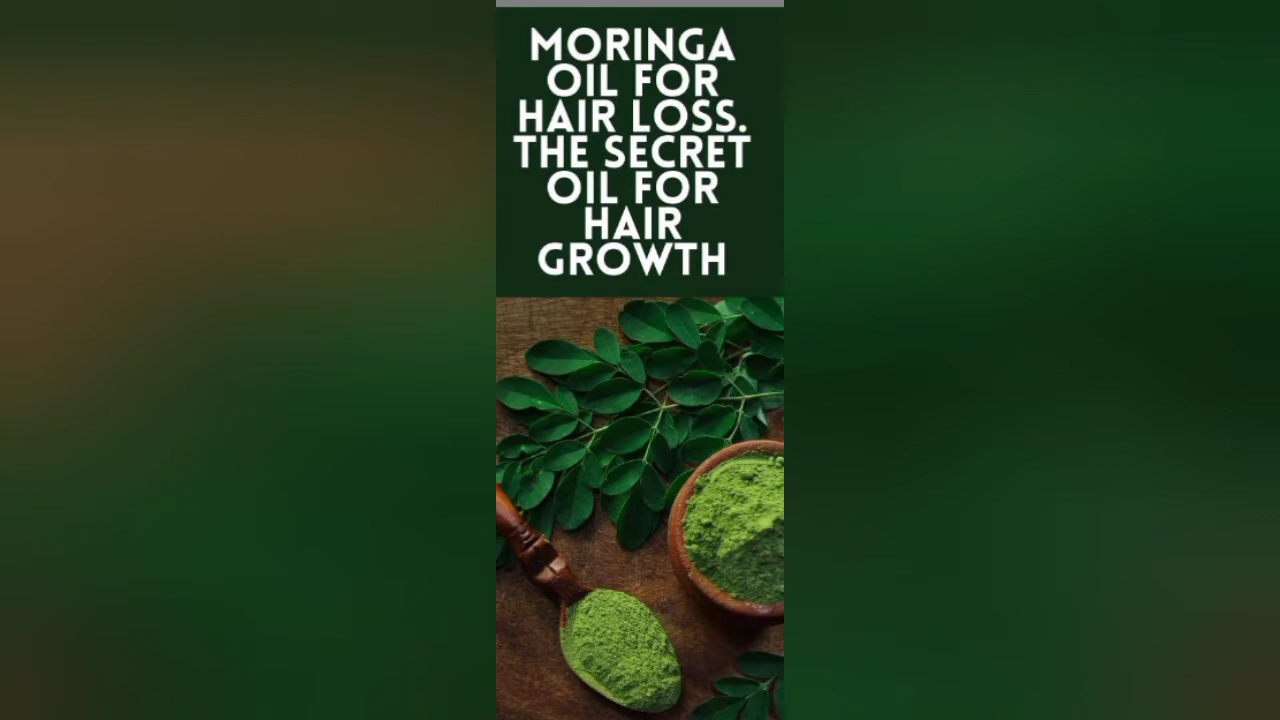 MORINGA
OIL FOR
HAIR LOSS.
THE SECRET
OIL FOR
HAIR
GROWTH